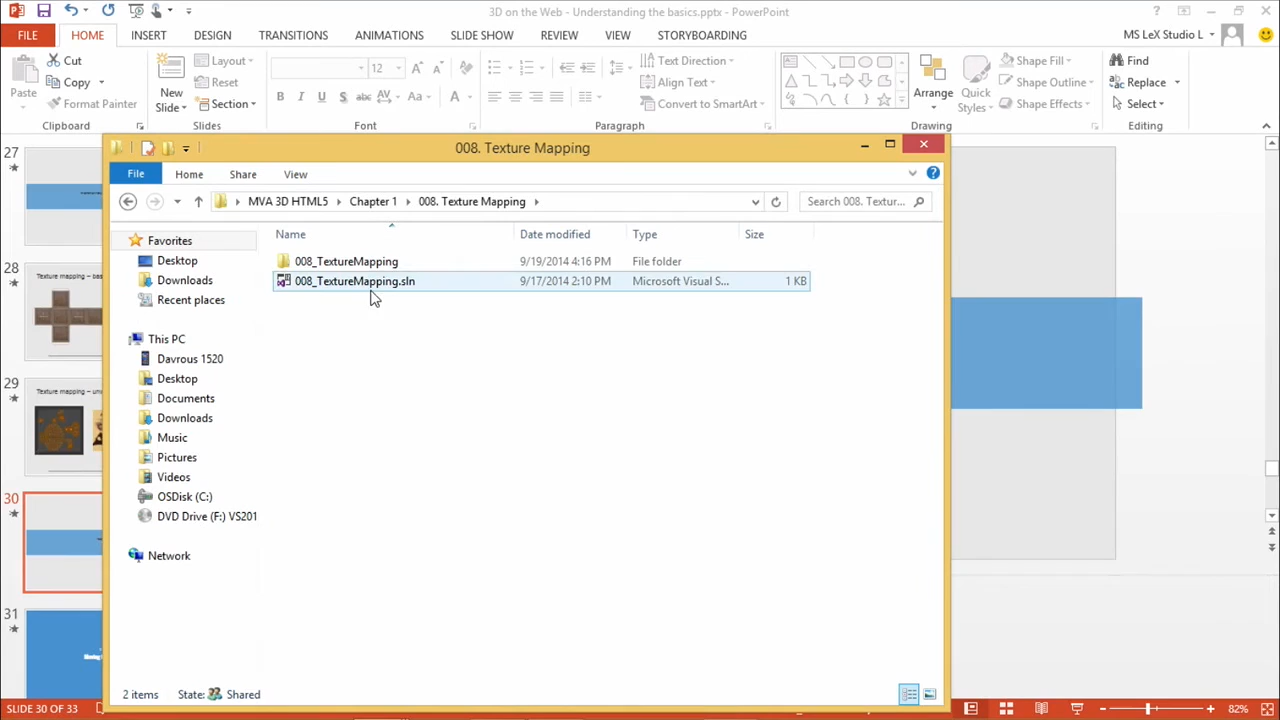 3D on the Web - Understanding the basics.pptx - PowerPoint
FILE HOME INSERT DESIGN TRANSITIONS ANIMATIONS SLIDE SHOW REVIEW VIEW STORYBOARDING MS LeX Studio L
Paste
Cut
Copy
Format Painter
Clipboard
New
Slide
Layout
Reset
Section
Slides
12
Font
Text Direction
Align Text
Convert to SmartArt
Paragraph
Arrange
Quick
Styles
Shape Fill
Shape Outline
Shape Effects
Drawing
Find
Replace
Select
Editing
27
28
29
30
31
008. Texture Mapping
File Home Share View
MVA 3D HTML5 Chapter 1 008. Texture Mapping
Search 008. Textur...
Name Date modified Type Size
008_TextureMapping 9/19/2014 4:16 PM File folder
008_TextureMapping.sln 9/17/2014 2:10 PM Microsoft Visual S... 1 KB
Favorites
Desktop
Downloads
Recent places
This PC
Davrous 1520
Desktop
Documents
Downloads
Music
Pictures
Videos
OSDisk (C:)
DVD Drive (F:) VS201
Network
2 items State: Shared
SLIDE 30 OF 33
82%